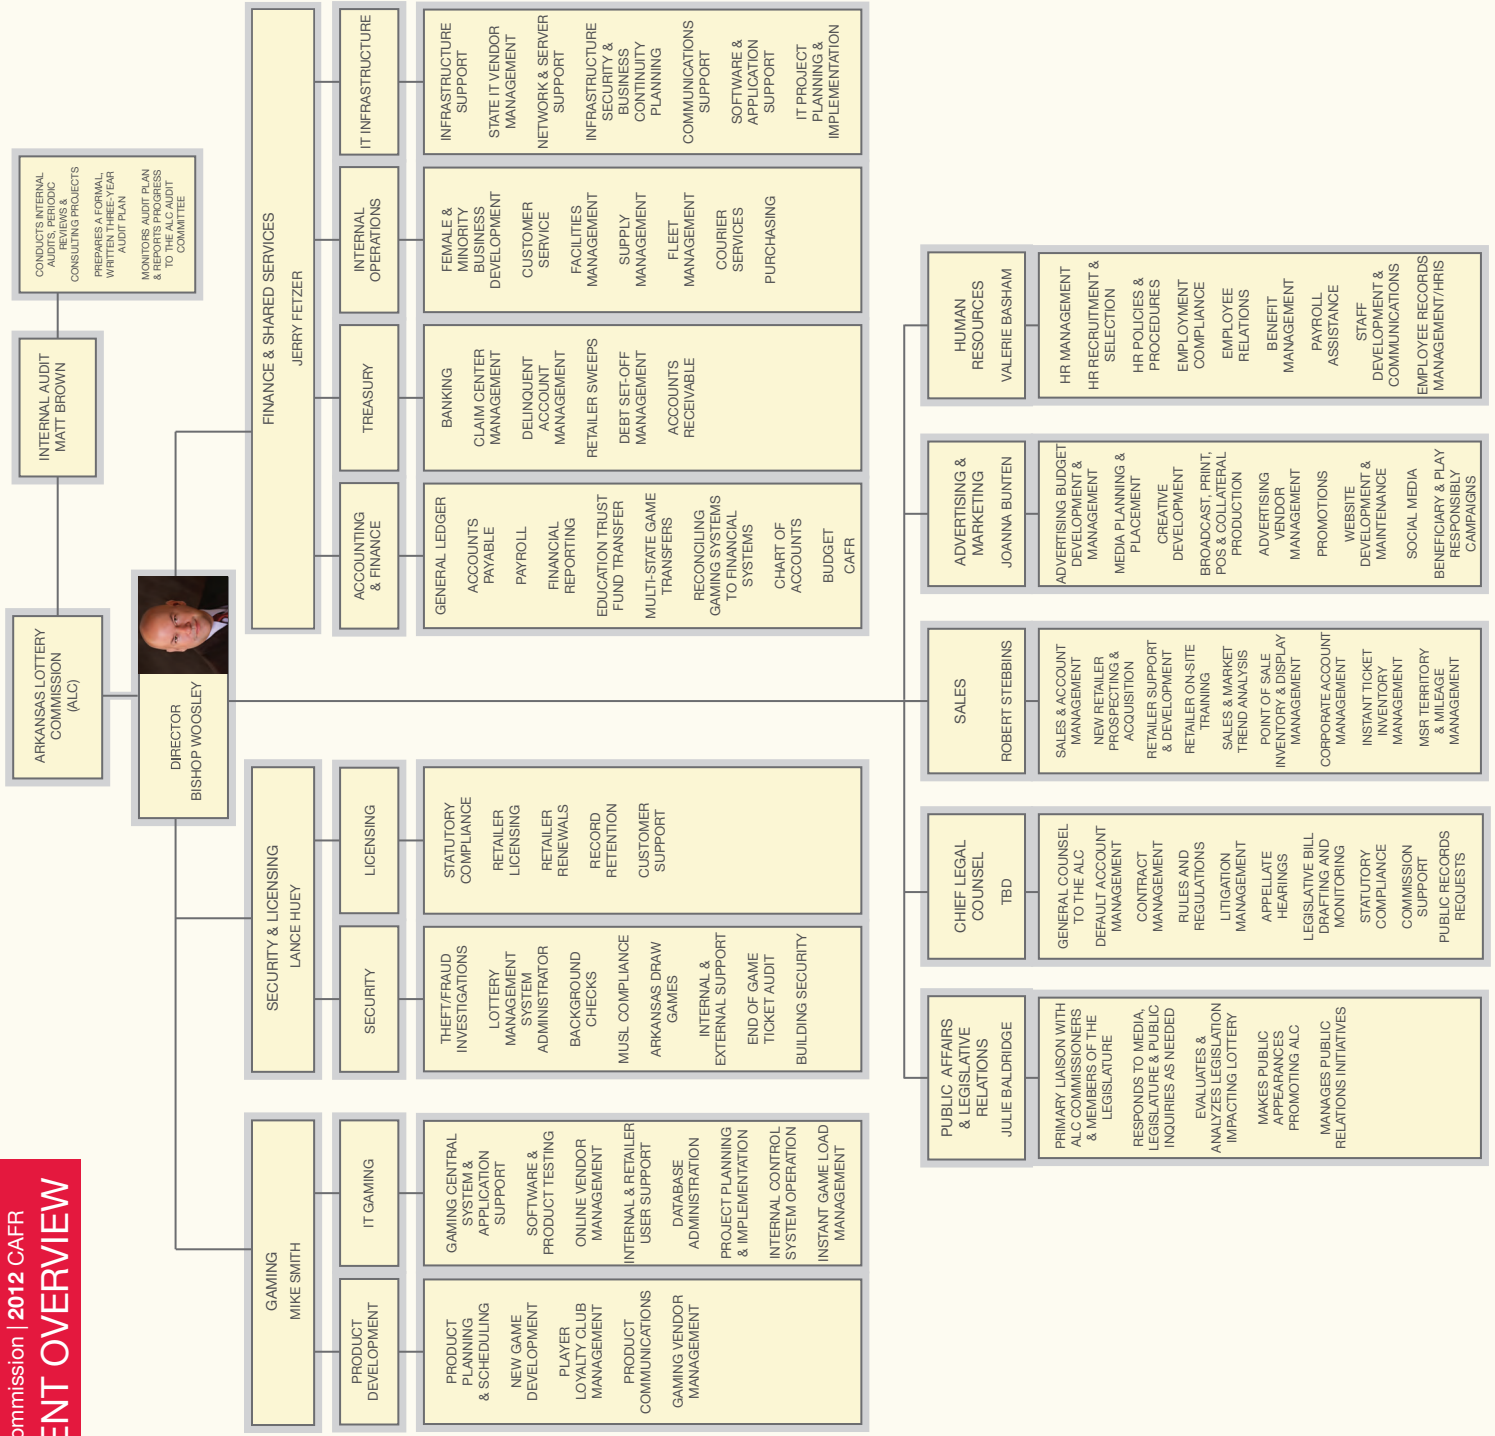 ommission | 2012 CAFR
ENT OVERVIEW
ARKANSAS LOTTERY
COMMISSION
(ALC)
INTERNAL AUDIT
MATT BROWN
CONDUCTS INTERNAL
AUDITS, PERIODIC
REVIEWS &
CONSULTING PROJECTS
PREPARES A FORMAL,
WRITTEN THREE-YEAR
AUDIT PLAN
MONITORS AUDIT PLAN
& REPORTS PROGRESS
TO THE ALC AUDIT
COMMITTEE
DIRECTOR
BISHOP WOOSLEY
GAMING
MIKE SMITH
PRODUCT
DEVELOPMENT
PRODUCT
PLANNING
& SCHEDULING
NEW GAME
DEVELOPMENT
PLAYER
LOYALTY CLUB
MANAGEMENT
PRODUCT
COMMUNICATIONS
GAMING VENDOR
MANAGEMENT
IT GAMING
GAMING CENTRAL
SYSTEM &
APPLICATION
SUPPORT
SOFTWARE &
PRODUCT TESTING
ONLINE VENDOR
MANAGEMENT
INTERNAL & RETAILER
USER SUPPORT
DATABASE
ADMINISTRATION
PROJECT PLANNING
& IMPLEMENTATION
INTERNAL CONTROL
SYSTEM OPERATION
INSTANT GAME LOAD
MANAGEMENT
SECURITY & LICENSING
LANCE HUEY
SECURITY
THEFT/FRAUD
INVESTIGATIONS
LOTTERY
MANAGEMENT
SYSTEM
ADMINISTRATOR
BACKGROUND
CHECKS
MUSL COMPLIANCE
ARKANSAS DRAW
GAMES
INTERNAL &
EXTERNAL SUPPORT
END OF GAME
TICKET AUDIT
BUILDING SECURITY
LICENSING
STATUTORY
COMPLIANCE
RETAILER
LICENSING
RETAILER
RENEWALS
RECORD
RETENTION
CUSTOMER
SUPPORT
FINANCE & SHARED SERVICES
JERRY FETZER
ACCOUNTING
& FINANCE
GENERAL LEDGER
ACCOUNTS
PAYABLE
PAYROLL
FINANCIAL
REPORTING
EDUCATION TRUST
FUND TRANSFER
MULTI-STATE GAME
TRANSFERS
RECONCILING
GAMING SYSTEMS
TO FINANCIAL
SYSTEMS
CHART OF
ACCOUNTS
BUDGET
CAFR
TREASURY
BANKING
CLAIM CENTER
MANAGEMENT
DELINQUENT
ACCOUNT
MANAGEMENT
RETAILER SWEEPS
DEBT SET-OFF
MANAGEMENT
ACCOUNTS
RECEIVABLE
INTERNAL
OPERATIONS
FEMALE &
MINORITY
BUSINESS
DEVELOPMENT
CUSTOMER
SERVICE
FACILITIES
MANAGEMENT
SUPPLY
MANAGEMENT
FLEET
MANAGEMENT
COURIER
SERVICES
PURCHASING
IT INFRASTRUCTURE
INFRASTRUCTURE
SUPPORT
STATE IT VENDOR
MANAGEMENT
NETWORK & SERVER
SUPPORT
INFRASTRUCTURE
SECURITY &
BUSINESS
CONTINUITY
PLANNING
COMMUNICATIONS
SUPPORT
SOFTWARE &
APPLICATION
SUPPORT
IT PROJECT
PLANNING &
IMPLEMENTATION
PUBLIC AFFAIRS
& LEGISLATIVE
RELATIONS
JULIE BALDRIDGE
PRIMARY LIAISON WITH
ALC COMMISSIONERS
& MEMBERS OF THE
LEGISLATURE
RESPONDS TO MEDIA,
LEGISLATURE & PUBLIC
INQUIRIES AS NEEDED
EVALUATES &
ANALYZES LEGISLATION
IMPACTING LOTTERY
MAKES PUBLIC
APPEARANCES
PROMOTING ALC
MANAGES PUBLIC
RELATIONS INITIATIVES
CHIEF LEGAL
COUNSEL
TBD
GENERAL COUNSEL
TO THE ALC
DEFAULT ACCOUNT
MANAGEMENT
CONTRACT
MANAGEMENT
RULES AND
REGULATIONS
LITIGATION
MANAGEMENT
APPELLATE
HEARINGS
LEGISLATIVE BILL
DRAFTING AND
MONITORING
STATUTORY
COMPLIANCE
COMMISSION
SUPPORT
PUBLIC RECORDS
REQUESTS
SALES
ROBERT STEBBINS
SALES & ACCOUNT
MANAGEMENT
NEW RETAILER
PROSPECTING &
ACQUISITION
RETAILER SUPPORT
& DEVELOPMENT
RETAILER ON-SITE
TRAINING
SALES & MARKET
TREND ANALYSIS
POINT OF SALE
INVENTORY & DISPLAY
MANAGEMENT
CORPORATE ACCOUNT
MANAGEMENT
INSTANT TICKET
INVENTORY
MANAGEMENT
MSR TERRITORY
& MILEAGE
MANAGEMENT
ADVERTISING &
MARKETING
JOANNA BUNTEN
ADVERTISING BUDGET
DEVELOPMENT &
MANAGEMENT
MEDIA PLANNING &
PLACEMENT
CREATIVE
DEVELOPMENT
BROADCAST, PRINT,
POS & COLLATERAL
PRODUCTION
ADVERTISING
VENDOR
MANAGEMENT
PROMOTIONS
WEBSITE
DEVELOPMENT &
MAINTENANCE
SOCIAL MEDIA
BENEFICIARY & PLAY
RESPONSIBLY
CAMPAIGNS
HUMAN
RESOURCES
VALERIE BASHAM
HR MANAGEMENT
HR RECRUITMENT &
SELECTION
HR POLICIES &
PROCEDURES
EMPLOYMENT
COMPLIANCE
EMPLOYEE
RELATIONS
BENEFIT
MANAGEMENT
PAYROLL
ASSISTANCE
STAFF
DEVELOPMENT &
COMMUNICATIONS
EMPLOYEE RECORDS
MANAGEMENT/HRIS